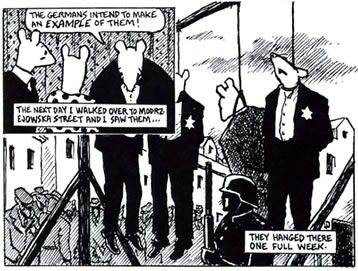 THE GERMANS INTEND TO MAKE
AN EXAMPLE OF THEM!
THE NEXT DAY I WALKED OVER TO MODRZ-
EJOWSKA STREET AND I SAW THEM...
THEY HANGED THERE
ONE FULL WEEK.